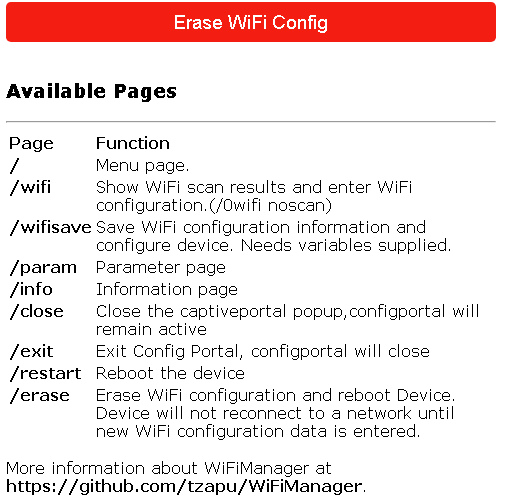 Erase WiFi Config
Available Pages
Page Function
/ Menu page.
/wifi Show WiFi scan results and enter WiFi
configuration.(/0wifi noscan)
/wifisave Save WiFi configuration information and
configure device. Needs variables supplied.
/param Parameter page
/info Information page
/close Close the captiveportal popup,configportal will
remain active
/exit Exit Config Portal, configportal will close
/restart Reboot the device
/erase Erase WiFi configuration and reboot Device.
Device will not reconnect to a network until
new WiFi configuration data is entered.
More information about WiFiManager at
https://github.com/tzapu/WiFiManager.